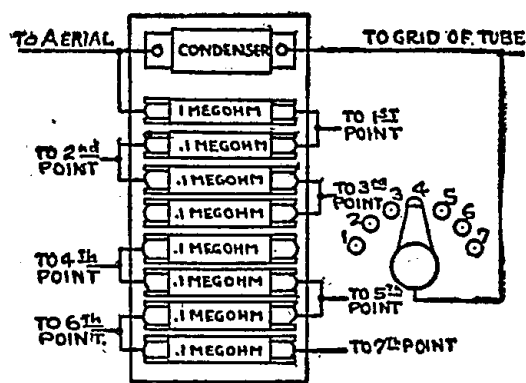 TO AERIAL
CONDENSER
TO GRID OF TUBE
.1 MEGOHM
TO 1ST
POINT
.1 MEGOHM
TO 2nd
POINT
.1 MEGOHM
TO 3RD
POINT
.1 MEGOHM
1 2 3 4 5 6 7
.1 MEGOHM
TO 4TH
POINT
.1 MEGOHM
TO 5TH
POINT
.1 MEGOHM
TO 6TH
POINT.
.1 MEGOHM
TO 7TH POINT